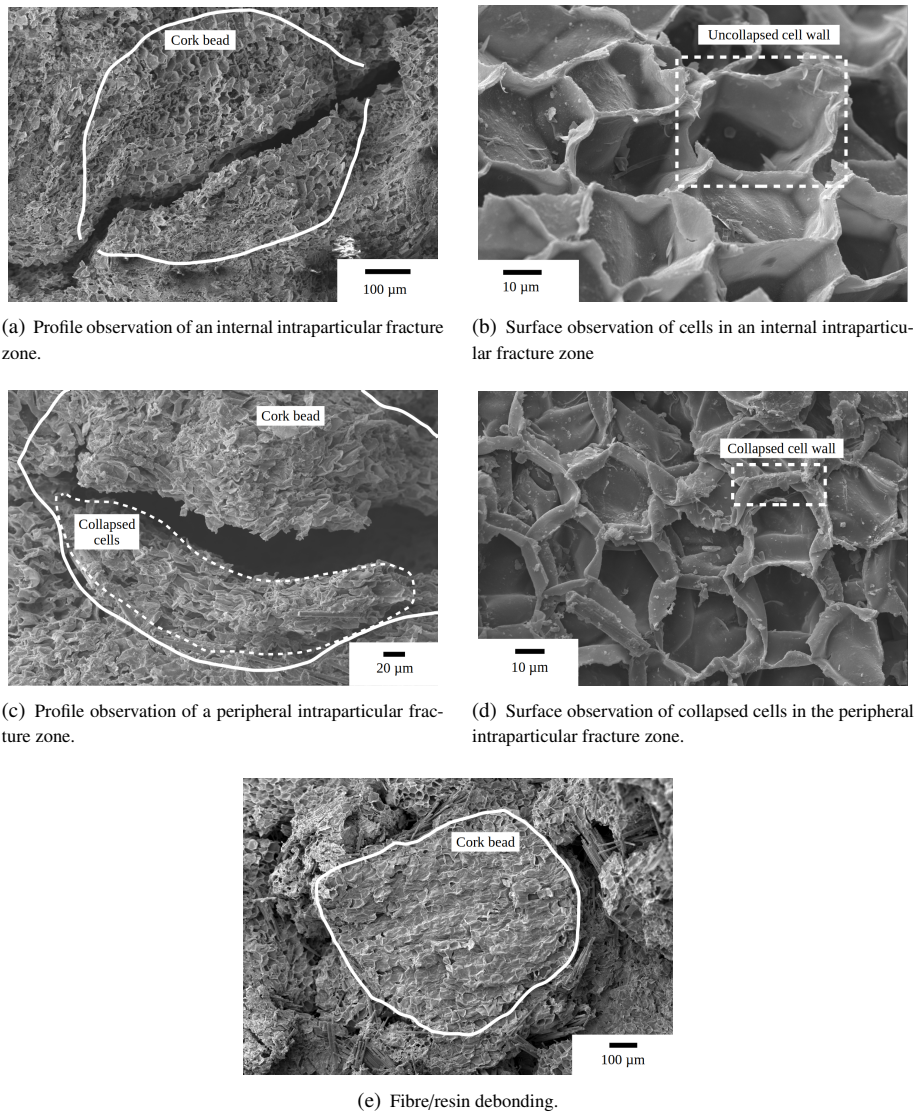 Cork bead
100 µm
Uncollapsed cell wall
10 µm
(a) Profile observation of an internal intraparticular fracture
zone.
(b) Surface observation of cells in an internal intraparticu-
lar fracture zone
Cork bead
Collapsed
cells
20 µm
Collapsed cell wall
10 µm
(c) Profile observation of a peripheral intraparticular frac-
ture zone.
(d) Surface observation of collapsed cells in the peripheral
intraparticular fracture zone.
Cork bead
100 µm
(e) Fibre/resin debonding.